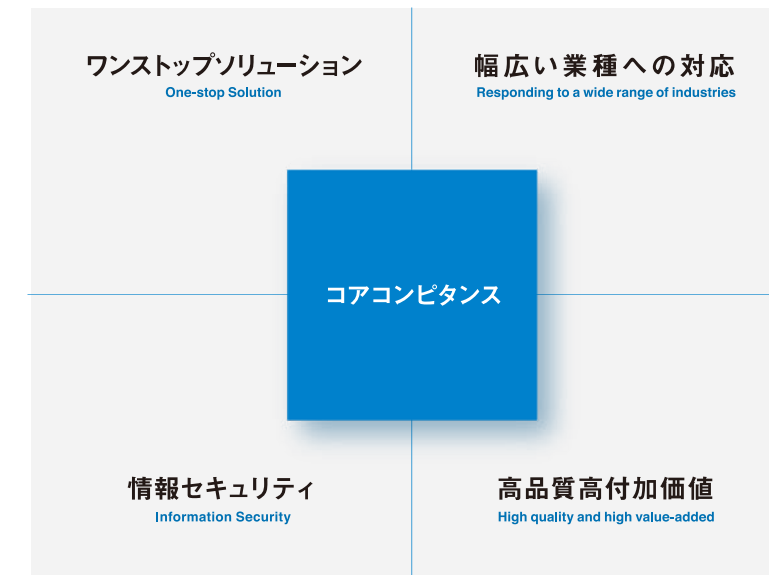 ワンストップソリューション
One-stop Solution
幅広い業種への対応
Responding to a wide range of industries
コアコンピタンス
情報セキュリティ
Information Security
高品質高付加価値
High quality and high value-added